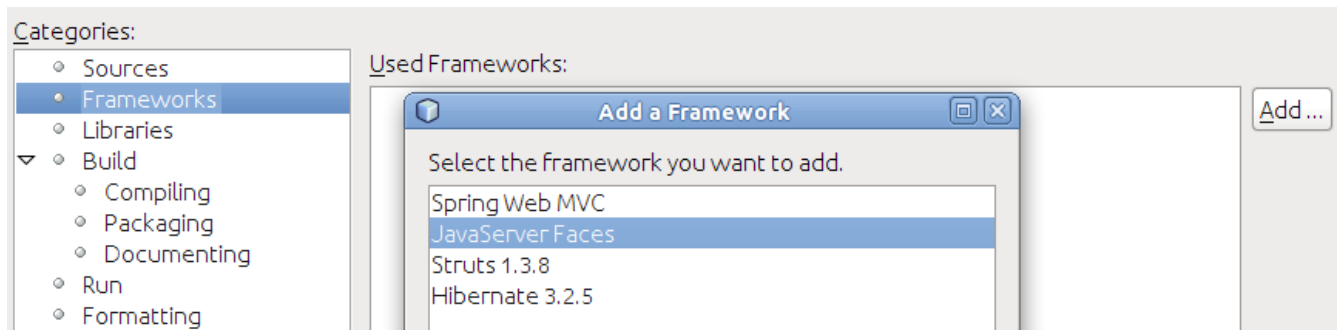 Categories:
Sources
Frameworks
Libraries
Build
Compiling
Packaging
Documenting
Run
Formatting
Used Frameworks:
Add ...
Add a Framework
Select the framework you want to add.
Spring Web MVC
JavaServer Faces
Struts 1.3.8
Hibernate 3.2.5